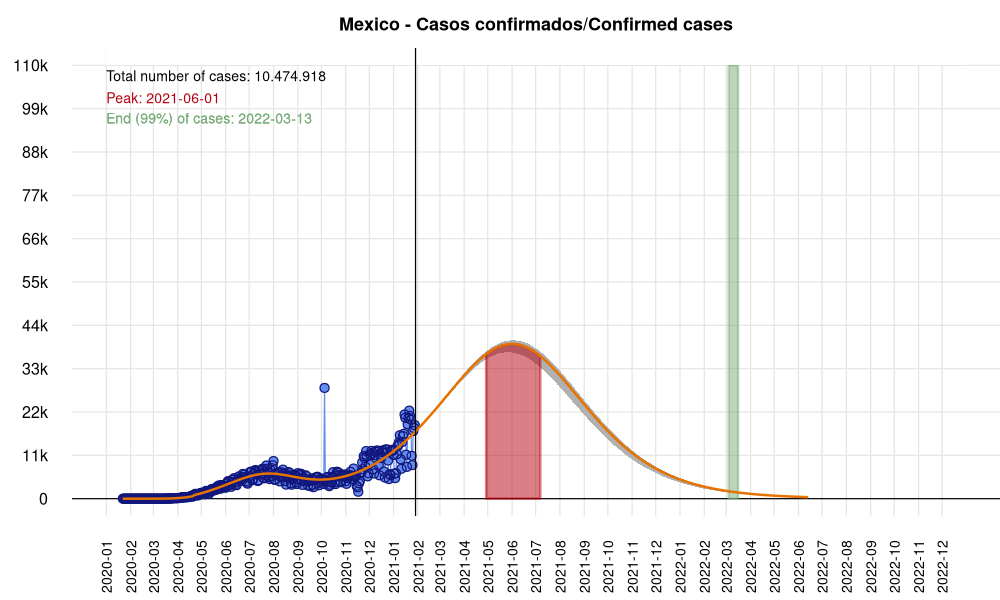 Mexico - Casos confirmados/Confirmed cases
Total number of cases: 10.474.918
Peak: 2021-06-01
End (99%) of cases: 2022-03-13
110k
99k
88k
77k
66k
55k
44k
33k
22k
11k
0
2020-01
2020-02
2020-03
2020-04
2020-05
2020-06
2020-07
2020-08
2020-09
2020-10
2020-11
2020-12
2021-01
2021-02
2021-03
2021-04
2021-05
2021-06
2021-07
2021-08
2021-09
2021-10
2021-11
2021-12
2022-01
2022-02
2022-03
2022-04
2022-05
2022-06
2022-07
2022-08
2022-09
2022-10
2022-11
2022-12